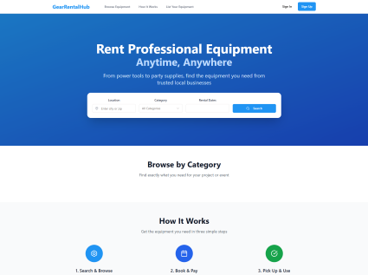 GearRentalHub
Browse Equipment
How It Works
List Your Equipment
Sign In
Sign Up
Rent Professional Equipment
Anytime, Anywhere
From power tools to party supplies, find the equipment you need from
trusted local businesses
Location
Category
Rental Dates
Enter city or zip
All Categories
Search
Browse by Category
Find exactly what you need for your project or event
How It Works
Get the equipment you need in three simple steps
1. Search & Browse
2. Book & Pay
3. Pick Up & Use